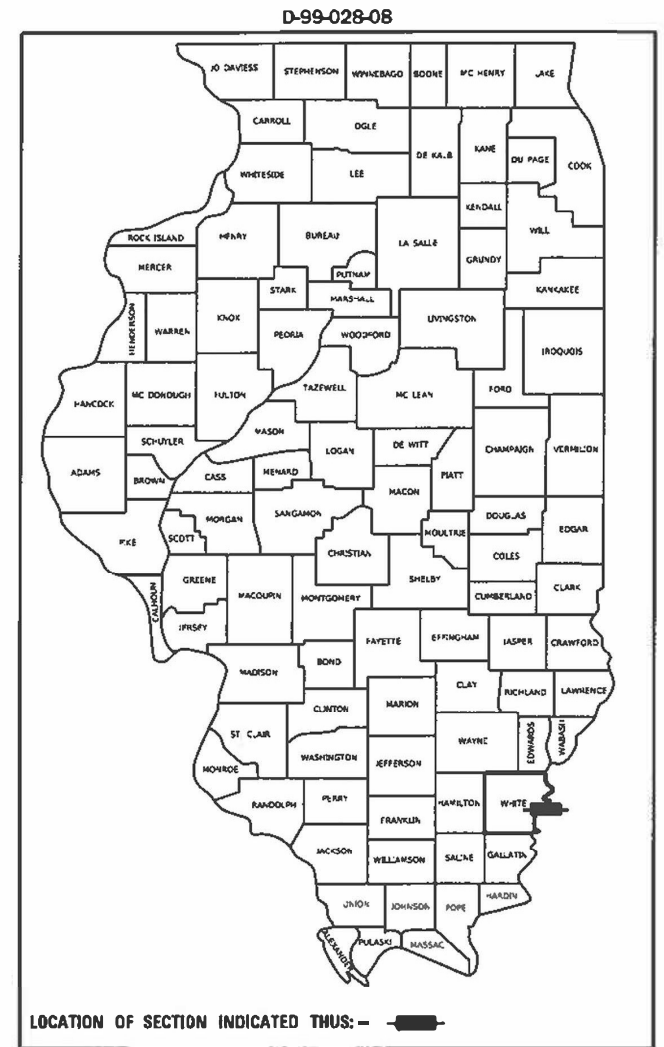 D-99-028-08
JO DAVIESS STEPHENSON WINNEBAGO BOONE MC HENRY LAKE
CARROLL OGLE DE KALB KANE DU PAGE COOK
WHITESIDE LEE
KENDALL
ROCK ISLAND HENRY BUREAU LA SALLE WILL
MERCER PUTNAM GRUNDY
STARK MARSHALL KANKAKEE
HENDERSON WARREN KNOX PEORIA WOODFORD LIVINGSTON
IROQUOIS
HANCOCK MC DONOUGH FULTON TAZEWELL MC LEAN FORD
SCHUYLER MASON LOGAN DE WITT CHAMPAIGN VERMILION
ADAMS BROWN CASS MENARD PIATT
MACON
PIKE SCOTT MORGAN SANGAMON MOULTRIE DOUGLAS EDGAR
CHRISTIAN COLES
CALHOUN GREENE MACOUPIN MONTGOMERY SHELBY CUMBERLAND CLARK
JERSEY FAYETTE EFFINGHAM JASPER CRAWFORD
MADISON BOND
CLAY RICHLAND LAWRENCE
CLINTON MARION
ST. CLAIR WAYNE EDWARDS WABASH
MONROE WASHINGTON JEFFERSON
RANDOLPH PERRY HAMILTON WHITE
FRANKLIN
JACKSON WILLIAMSON SALINE GALLATIN
UNION JOHNSON POPE HARDIN
ALEXANDER PULASKI MASSAC
LOCATION OF SECTION INDICATED THUS: -